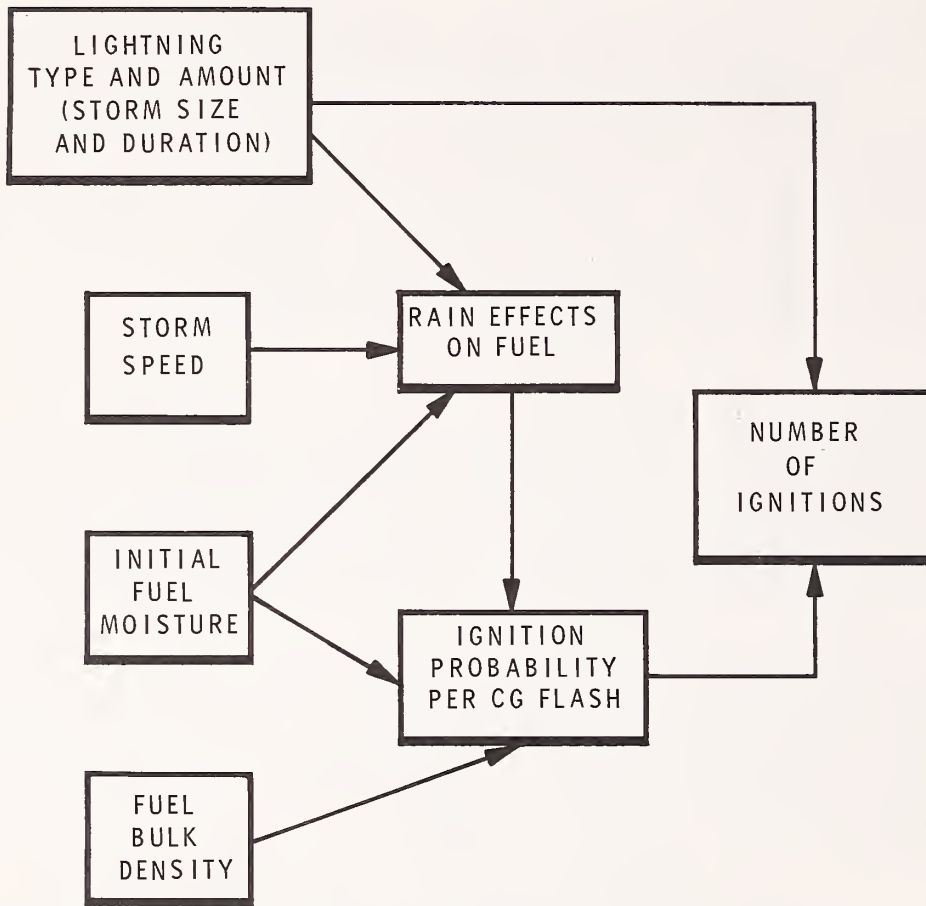 LIGHTNING
TYPE AND AMOUNT
(STORM SIZE
AND DURATION)
STORM
SPEED
RAIN EFFECTS
ON FUEL
NUMBER
OF
IGNITIONS
INITIAL
FUEL
MOISTURE
IGNITION
PROBABILITY
PER CG FLASH
FUEL
BULK
DENSITY